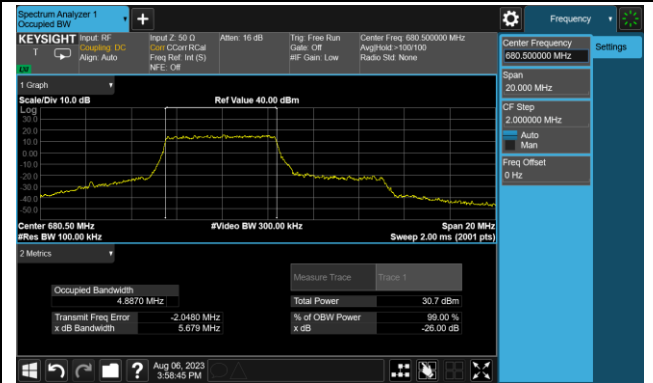 Spectrum Analyzer 1
Occupied BW
Frequency
KEYSIGHT
T
Input: RF
Coupling: DC
Align: Auto
Input Z: 50 Ω
Corr CCorr RCal
Freq Ref: Int (S)
NFE: Off
Atten: 16 dB
Trig: Free Run
Gate: Off
#IF Gain: Low
Center Freq: 680.500000 MHz
Avg|Hold:>100/100
Radio Std: None
Center Frequency
680.500000 MHz
Settings
Span
20.000 MHz
CF Step
2.000000 MHz
Auto
Man
Freq Offset
0 Hz
1 Graph
Scale/Div 10.0 dB
Ref Value 40.00 dBm
Log
30.0
20.0
10.0
0.00
-10.0
-20.0
-30.0
-40.0
-50.0
Center 680.50 MHz
#Video BW 300.00 kHz
Span 20 MHz
#Res BW 100.00 kHz
Sweep 2.00 ms (2001 pts)
2 Metrics
Measure Trace
Trace 1
Occupied Bandwidth
4.8870 MHz
Total Power
30.7 dBm
Transmit Freq Error
-2.0480 MHz
% of OBW Power
99.00 %
x dB Bandwidth
5.679 MHz
x dB
-26.00 dB
?
Aug 06, 2023
3:58:45 PM